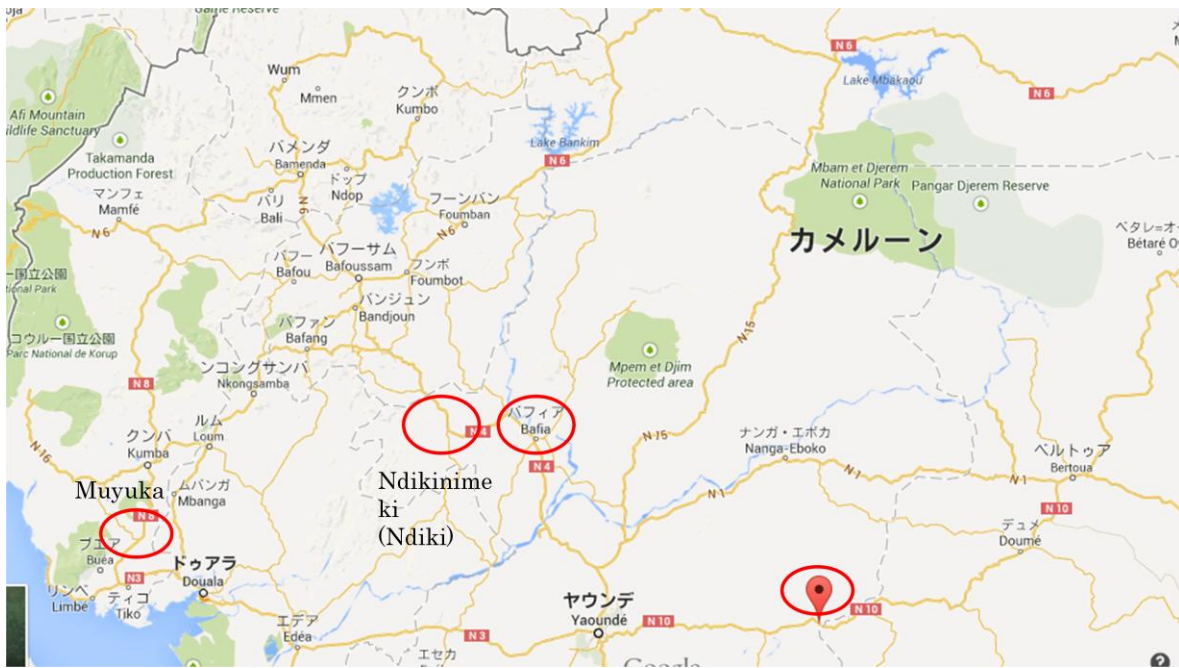 Game Reserve
N6
Lake Mbakaou
N6
Wum
Mmen
クンボ
Kumbo
Afi Mountain
ildlife Sanctuary
Takamanda
Production Forest
Lake Bankim
N6
バメンダ
Bamenda
ドップ
Ndop
Mbam et Djerem
National Park
Pangar Djerem Reserve
マンフェ
Mamfé
バリ
Bali
N6
フーンバン
Foumban
N6
N6
カメルーン
ベタレ=オー
Bétaré Oy
ー国立公園
tional Park
バフー
Bafou
バフーサム
Bafoussam
フンボ
Foumbot
バンジュン
Bandjoun
コウルー国立公園
Parc National de Korup
バファン
Bafang
N15
Mpem et Djim
Protected area
ンコングサンバ
Nkongsamba
N8
ルム
Loum
バフィア
Bafia
N4
N4
N15
ナンガ・エボカ
Nanga-Eboko
N1
ベルトゥア
Bertoua
N1
N1
N16
クンバ
Kumba
ムバンガ
Mbanga
Muyuka
N8
Ndikinime
ki
(Ndiki)
N10
デュメ
Doumé
ブエア
Buea
ドゥアラ
Douala
リンベ
Limbé
N3
ティコ
Tiko
エデア
Edéa
N3
ヤウンデ
Yaoundé
N10
N10
エセカ
Google
?